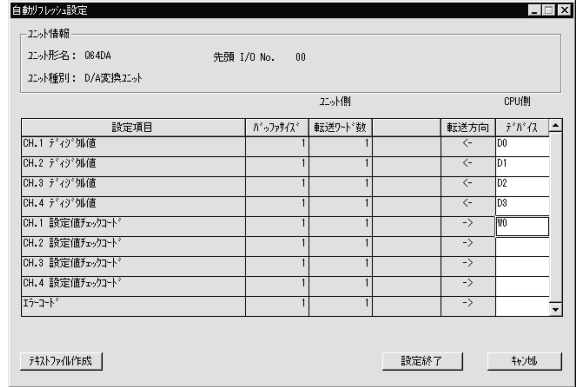 自動ﾘﾌﾚｯｼｭ設定
ﾕﾆｯﾄ情報
ﾕﾆｯﾄ形名： Q64DA 先頭 I/O No. 00
ﾕﾆｯﾄ種別： D/A変換ﾕﾆｯﾄ
ﾕﾆｯﾄ側 CPU側
設定項目 ﾊﾞｯﾌｧｻｲｽﾞ 転送ﾜｰﾄﾞ数 転送方向 ﾃﾞﾊﾞｲｽ
CH.1 ﾃﾞｨｼﾞﾀﾙ値 1 1 <- D0
CH.2 ﾃﾞｨｼﾞﾀﾙ値 1 1 <- D1
CH.3 ﾃﾞｨｼﾞﾀﾙ値 1 1 <- D2
CH.4 ﾃﾞｨｼﾞﾀﾙ値 1 1 <- D3
CH.1 設定値ﾁｪｯｸｺｰﾄﾞ 1 1 -> W0
CH.2 設定値ﾁｪｯｸｺｰﾄﾞ 1 1 ->
CH.3 設定値ﾁｪｯｸｺｰﾄﾞ 1 1 ->
CH.4 設定値ﾁｪｯｸｺｰﾄﾞ 1 1 ->
ｴﾗｰｺｰﾄﾞ 1 1 ->
ﾃｷｽﾄﾌｧｲﾙ作成 設定終了 ｷｬﾝｾﾙ